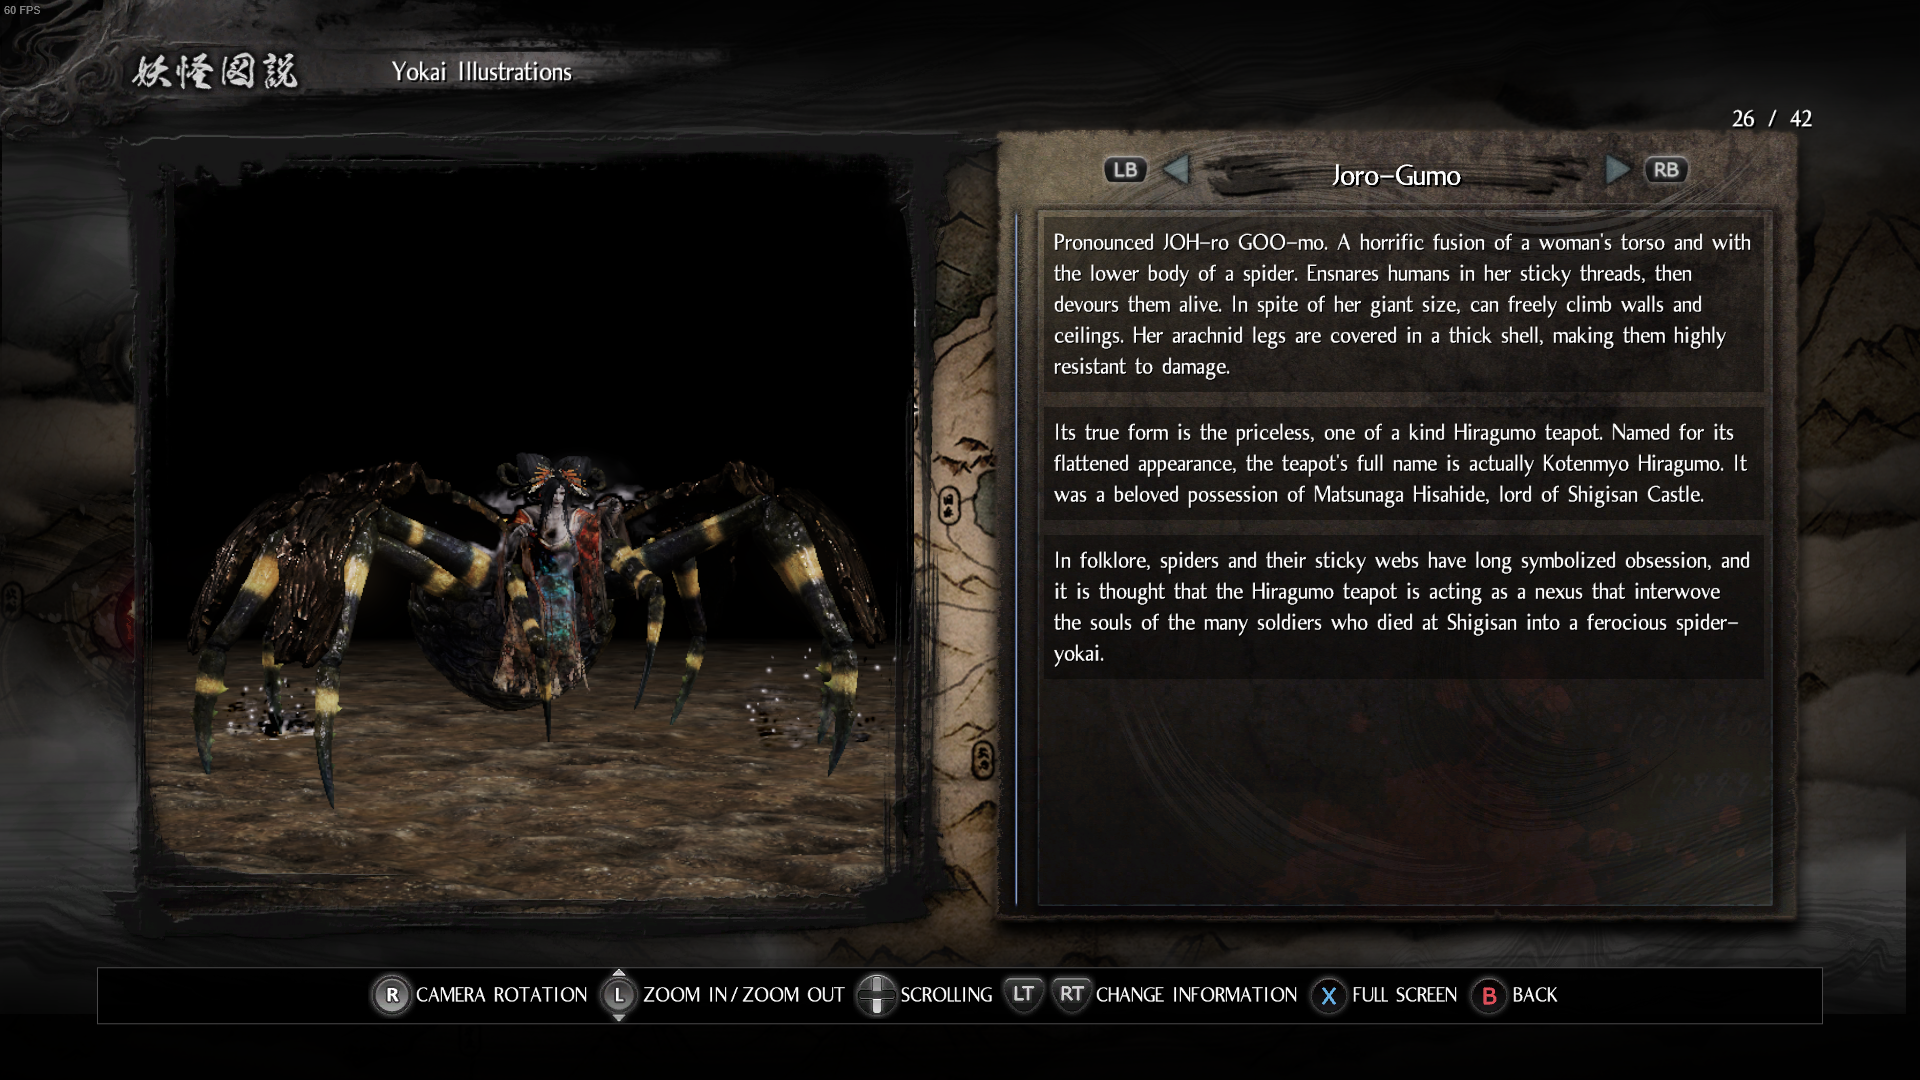 60 FPS
妖怪図説
Yokai Illustrations
26 / 42
LB
Joro-Gumo
RB
Pronounced JOH-ro GOO-mo. A horrific fusion of a woman's torso and with
the lower body of a spider. Ensnares humans in her sticky threads, then
devours them alive. In spite of her giant size, can freely climb walls and
ceilings. Her arachnid legs are covered in a thick shell, making them highly
resistant to damage.
Its true form is the priceless, one of a kind Hiragumo teapot. Named for its
flattened appearance, the teapot's full name is actually Kotenmyo Hiragumo. It
was a beloved possession of Matsunaga Hisahide, lord of Shigisan Castle.
In folklore, spiders and their sticky webs have long symbolized obsession, and
it is thought that the Hiragumo teapot is acting as a nexus that interwove
the souls of the many soldiers who died at Shigisan into a ferocious spider-
yokai.
R CAMERA ROTATION L ZOOM IN/ZOOM OUT SCROLLING LT RT CHANGE INFORMATION X FULL SCREEN B BACK